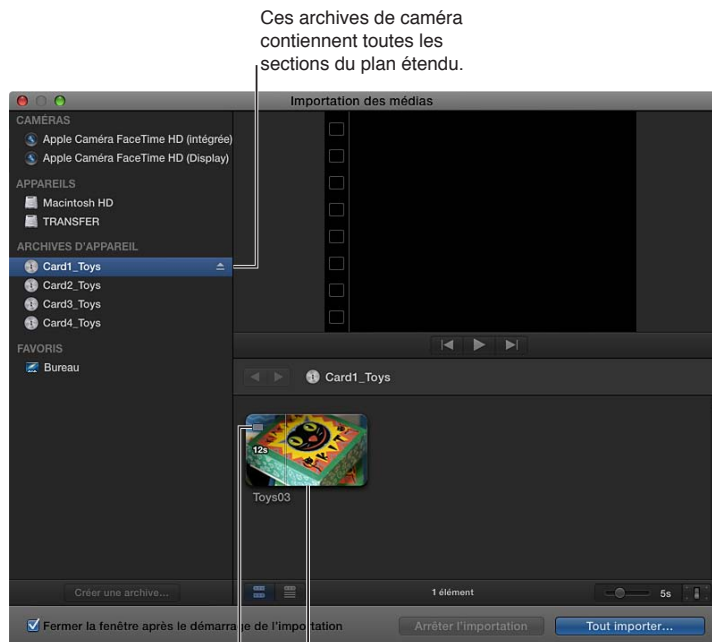 Ces archives de caméra
contiennent toutes les
sections du plan étendu.
Importation des médias
CAMÉRAS
Apple Caméra FaceTime HD (intégrée)
Apple Caméra FaceTime HD (Display)
APPAREILS
Macintosh HD
TRANSFER
ARCHIVES D'APPAREIL
Card1_Toys
Card2_Toys
Card3_Toys
Card4_Toys
FAVORIS
Bureau
Card1_Toys
12s
Toys03
Créer une archive...
1 élément
5s
Fermer la fenêtre après le démarrage de l'importation
Arrêter l'importation
Tout importer...